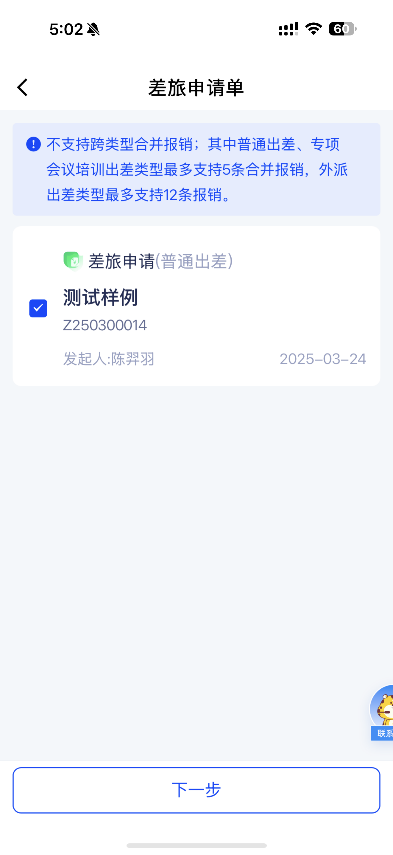 5:02
60
差旅申请单
不支持跨类型合并报销；其中普通出差、专项
会议培训出差类型最多支持5条合并报销，外派
出差类型最多支持12条报销。
差旅申请(普通出差)
测试样例
Z250300014
发起人:陈羿羽
2025-03-24
联系
下一步